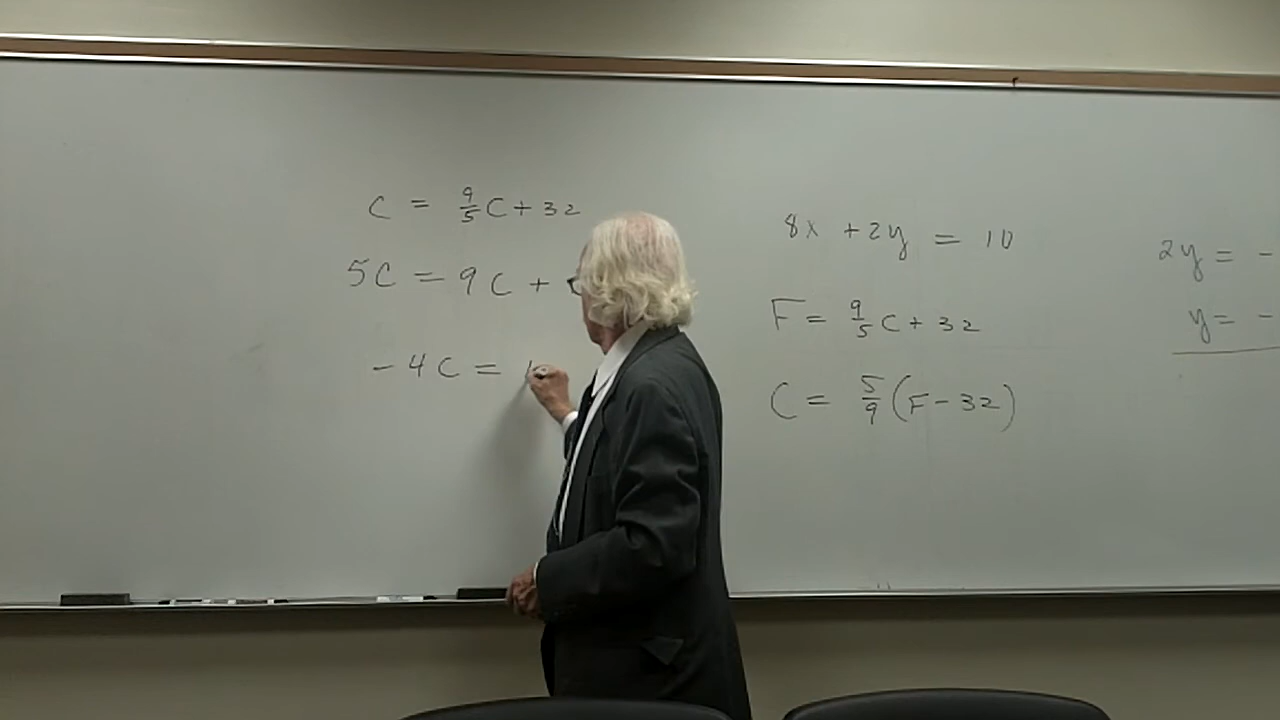 C = 9/5 C + 32
5C = 9C +
- 4C =
8x + 2y = 10
F = 9/5 C + 32
C = 5/9 (F - 32)
2y = -
y = -